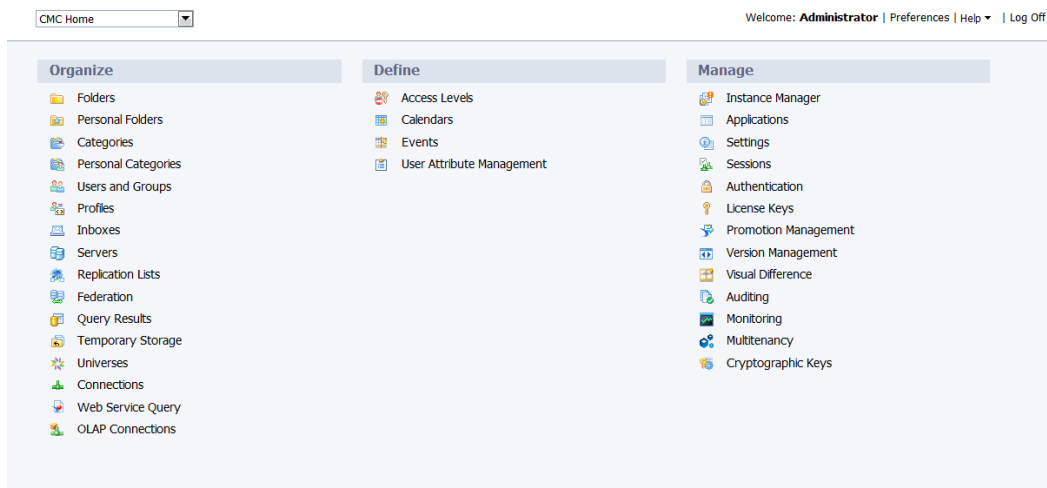 CMC Home
Welcome: Administrator | Preferences | Help | Log Off
Organize
Folders
Personal Folders
Categories
Personal Categories
Users and Groups
Profiles
Inboxes
Servers
Replication Lists
Federation
Query Results
Temporary Storage
Universes
Connections
Web Service Query
OLAP Connections
Define
Access Levels
Calendars
Events
User Attribute Management
Manage
Instance Manager
Applications
Settings
Sessions
Authentication
License Keys
Promotion Management
Version Management
Visual Difference
Auditing
Monitoring
Multitenancy
Cryptographic Keys